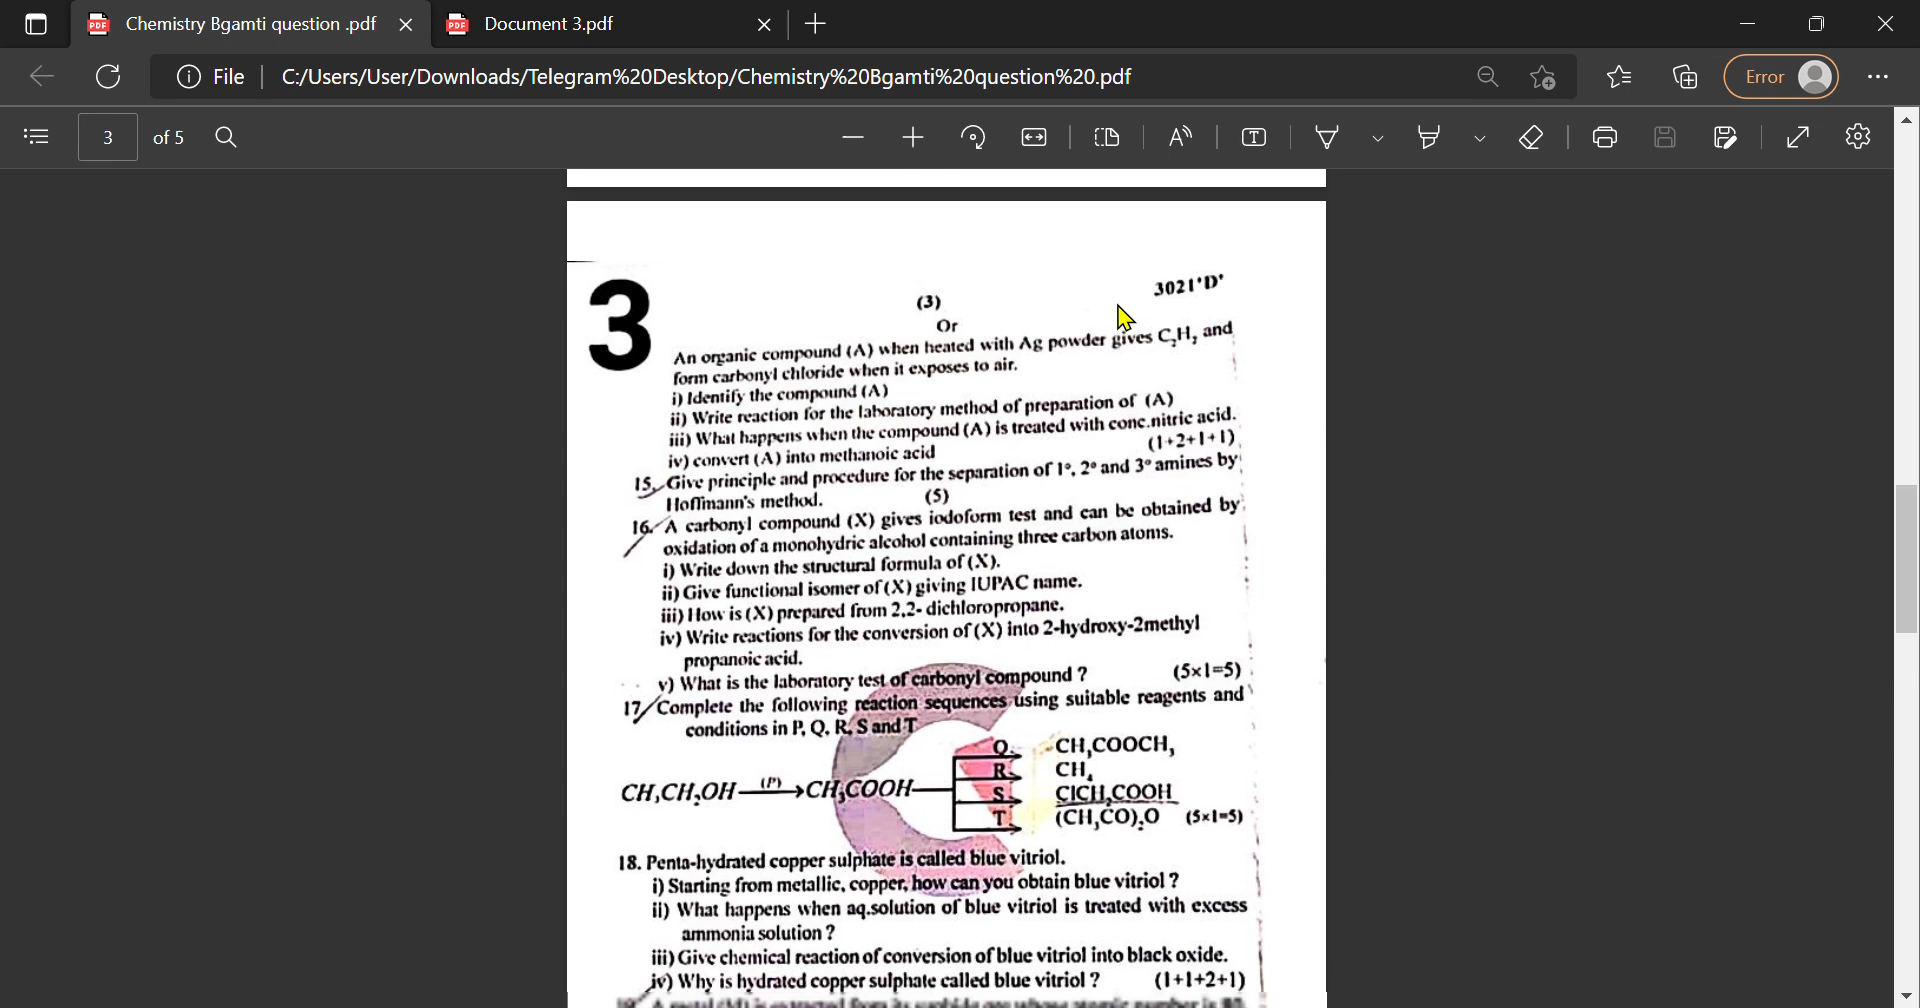 Chemistry Bgamti question .pdf
Document 3.pdf
File
C:/Users/User/Downloads/Telegram%20Desktop/Chemistry%20Bgamti%20question%20.pdf
Error
3 of 5
3
(3)
3021'D'
Or
An organic compound (A) when heated with Ag powder gives C₂H₂ and
form carbonyl chloride when it exposes to air.
i) Identify the compound (A)
ii) Write reaction for the laboratory method of preparation of (A)
iii) What happens when the compound (A) is treated with conc.nitric acid.
iv) convert (A) into methanoic acid (1+2+1+1)
15. Give principle and procedure for the separation of 1º, 2º and 3º amines by
Hoffmann's method. (5)
16. A carbonyl compound (X) gives iodoform test and can be obtained by
oxidation of a monohydric alcohol containing three carbon atoms.
i) Write down the structural formula of (X).
ii) Give functional isomer of (X) giving IUPAC name.
iii) How is (X) prepared from 2,2- dichloropropane.
iv) Write reactions for the conversion of (X) into 2-hydroxy-2methyl
propanoic acid.
v) What is the laboratory test of carbonyl compound ? (5×1=5)
17. Complete the following reaction sequences using suitable reagents and
conditions in P, Q, R, S and T
Q CH₃COOCH₃
R CH₄
CH₃CH₂OH (P) CH₃COOH
S ClCH₂COOH
T (CH₃CO)₂O (5×1=5)
18. Penta-hydrated copper sulphate is called blue vitriol.
i) Starting from metallic, copper, how can you obtain blue vitriol ?
ii) What happens when aq.solution of blue vitriol is treated with excess
ammonia solution ?
iii) Give chemical reaction of conversion of blue vitriol into black oxide.
iv) Why is hydrated copper sulphate called blue vitriol ? (1+1+2+1)